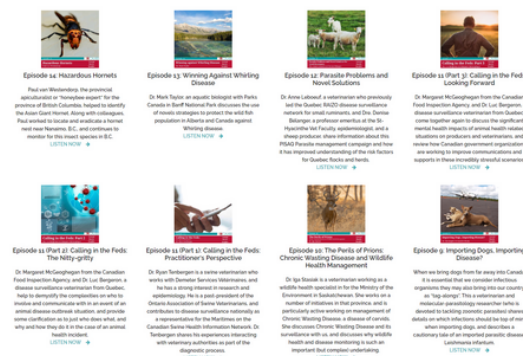 Episode 14: Hazardous Hornets
Paul van Westendorp, the provincial
apiculturist or "honeybee expert" for the
province of British Columbia, helped to identify
the Asian Giant Hornet. Along with colleagues,
Paul worked to locate and eradicate a hornet
nest near Nanaimo, B.C., and continues to
monitor for this insect species in B.C.
LISTEN NOW →
Episode 13: Winning Against Whirling
Disease
Dr. Mark Taylor, an aquatic biologist with Parks
Canada in Banff National Park discusses the use
of novel strategies to protect the wild fish
population in Alberta and Canada against
Whirling disease.
LISTEN NOW →
Episode 12: Parasite Problems and
Novel Solutions
Dr. Anne Leboeuf, a veterinarian who previously
led the Quebec RAIZO disease surveillance
network for small ruminants, and Dre. Denise
Bélanger, a professor emeritus at the St-
Hyacinthe Vet Faculty, epidemiologist, and a
sheep producer, share information about this
PISAQ Parasite management campaign and how
it has improved understanding of the risk factors
for Quebec flocks and herds.
LISTEN NOW →
Episode 11 (Part 3): Calling in the Feds
Looking Forward
Dr. Margaret McGeoghegan from the Canadian
Food Inspection Agency, and Dr. Luc Bergeron,
disease surveillance veterinarian from Quebec,
come together again to discuss the significant
mental health impacts of animal health related
situations on producers and veterinarians, and
review how Canadian government organizations
are working to improve communications and
supports in these incredibly stressful scenarios
LISTEN NOW →
Calling in the Feds: Part 2
Episode 11 (Part 2): Calling in the Feds:
The Nitty-gritty
Dr. Margaret McGeoghegan from the Canadian
Food Inspection Agency, and Dr. Luc Bergeron, a
disease surveillance veterinarian from Quebec,
help to demystify the complexities on who to
involve and communicate with in an event of an
animal disease outbreak situation, and provide
some clarification as to just who does what, and
why and how they do it in the case of an animal
health incident.
LISTEN NOW →
Episode 11 (Part 1): Calling in the Feds:
Practitioner's Perspective
Dr. Ryan Tenbergen is a swine veterinarian who
works with Demeter Services Veterinaires, and
he has a strong interest in research and
epidemiology. He is a past-president of the
Ontario Association of Swine Veterinarians, and
contributes to disease surveillance nationally as
a representative for the Maritimes on the
Canadian Swine Health Information Network. Dr.
Tenbergen shares his experiences interacting
with veterinary authorities as part of the
diagnostic process.
Episode 10: The Perils of Prions:
Chronic Wasting Disease and Wildlife
Health Management
Dr. Iga Stasiak is a veterinarian working as a
wildlife health specialist in for the Ministry of the
Environment in Saskatchewan. She works on a
number of initiatives in that province, and is
particularly active working on management of
Chronic Wasting Disease, a disease of cervids.
She discusses Chronic Wasting Disease and its
surveillance with us, and discusses why wildlife
health and disease monitoring is such an
important (but complex) undertaking
Episode 9: Importing Dogs, Importing
Disease?
When we bring dogs from far away into Canada,
it is essential that we consider infectious
organisms they may also bring into our country
as "tag-alongs". This veterinarian and
molecular parasitology researcher who is
devoted to tackling zoonotic parasites shares
details on which infections should be top of mind
when importing dogs, and describes a
cautionary tale of an imported parasitic disease
Leishmania infantum.
LISTEN NOW →